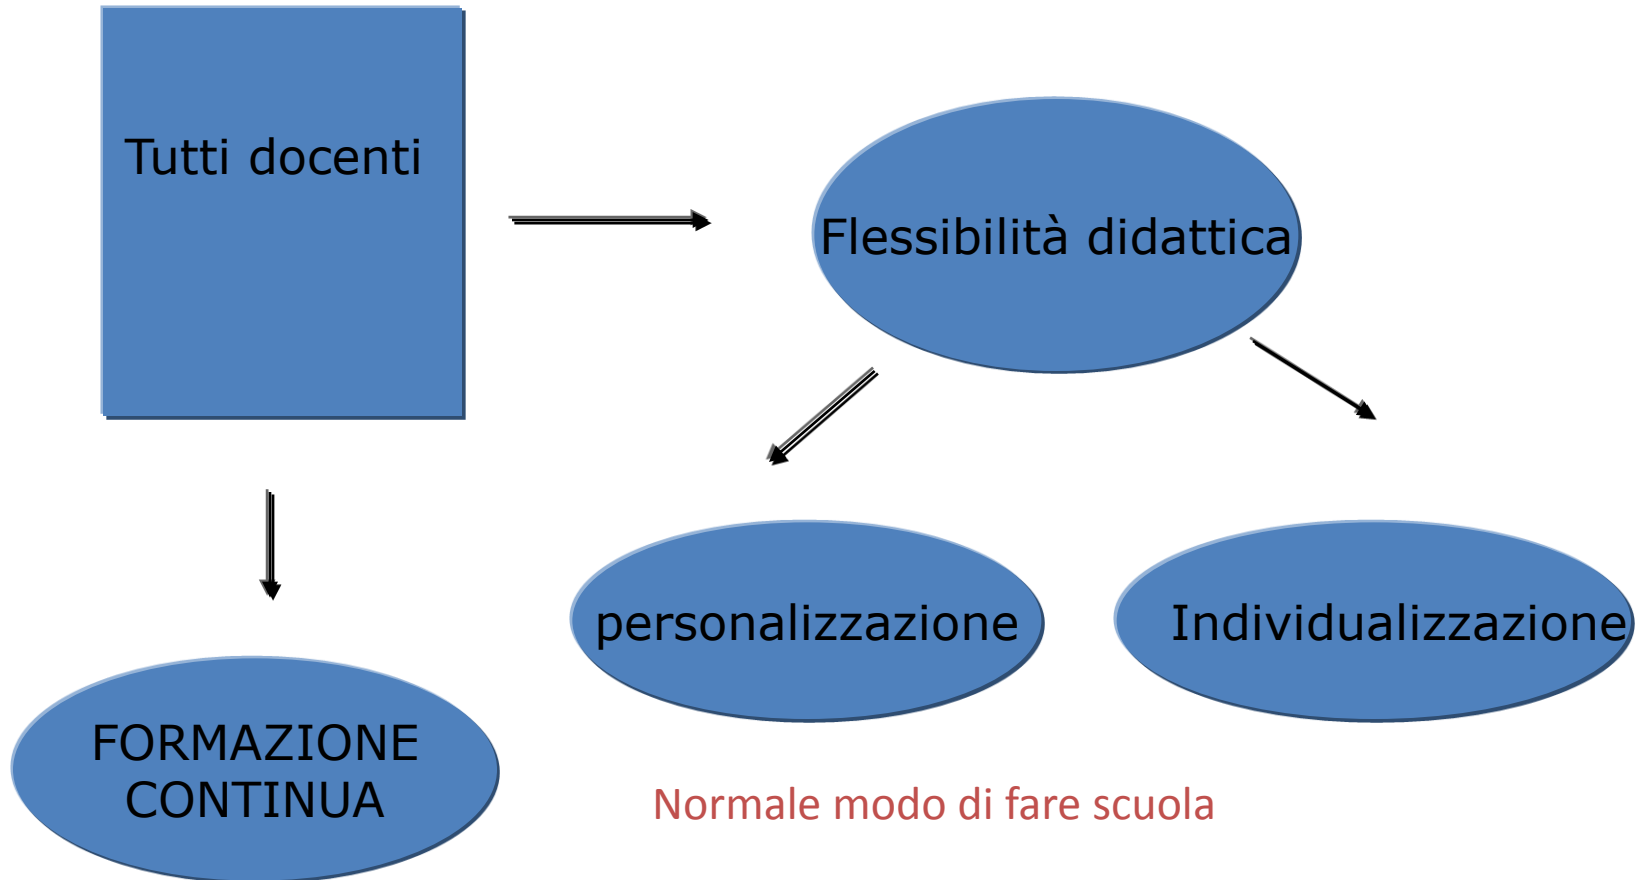 Tutti docenti
Flessibilità didattica
personalizzazione
Individualizzazione
FORMAZIONE
CONTINUA
Normale modo di fare scuola